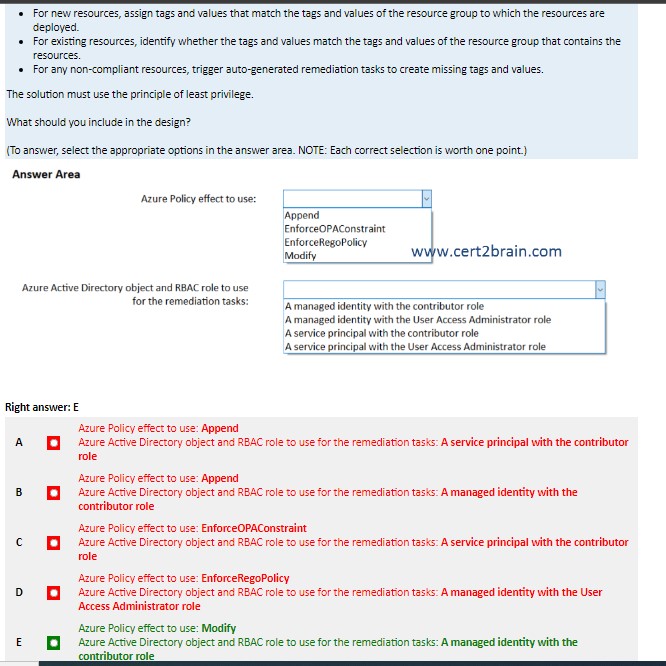 • For new resources, assign tags and values that match the tags and values of the resource group to which the resources are
deployed.
• For existing resources, identify whether the tags and values match the tags and values of the resource group that contains the
resources.
• For any non-compliant resources, trigger auto-generated remediation tasks to create missing tags and values.
The solution must use the principle of least privilege.
What should you include in the design?
(To answer, select the appropriate options in the answer area. NOTE: Each correct selection is worth one point.)
Answer Area
Azure Policy effect to use:
Append
EnforceOPAConstraint
EnforceRegoPolicy
Modify
www.cert2brain.com
Azure Active Directory object and RBAC role to use
for the remediation tasks:
A managed identity with the contributor role
A managed identity with the User Access Administrator role
A service principal with the contributor role
A service principal with the User Access Administrator role
Right answer: E
Azure Policy effect to use: Append
A Azure Active Directory object and RBAC role to use for the remediation tasks: A service principal with the contributor
role
Azure Policy effect to use: Append
B Azure Active Directory object and RBAC role to use for the remediation tasks: A managed identity with the
contributor role
Azure Policy effect to use: EnforceOPAConstraint
C Azure Active Directory object and RBAC role to use for the remediation tasks: A service principal with the contributor
role
Azure Policy effect to use: EnforceRegoPolicy
D Azure Active Directory object and RBAC role to use for the remediation tasks: A managed identity with the User
Access Administrator role
Azure Policy effect to use: Modify
E Azure Active Directory object and RBAC role to use for the remediation tasks: A managed identity with the
contributor role